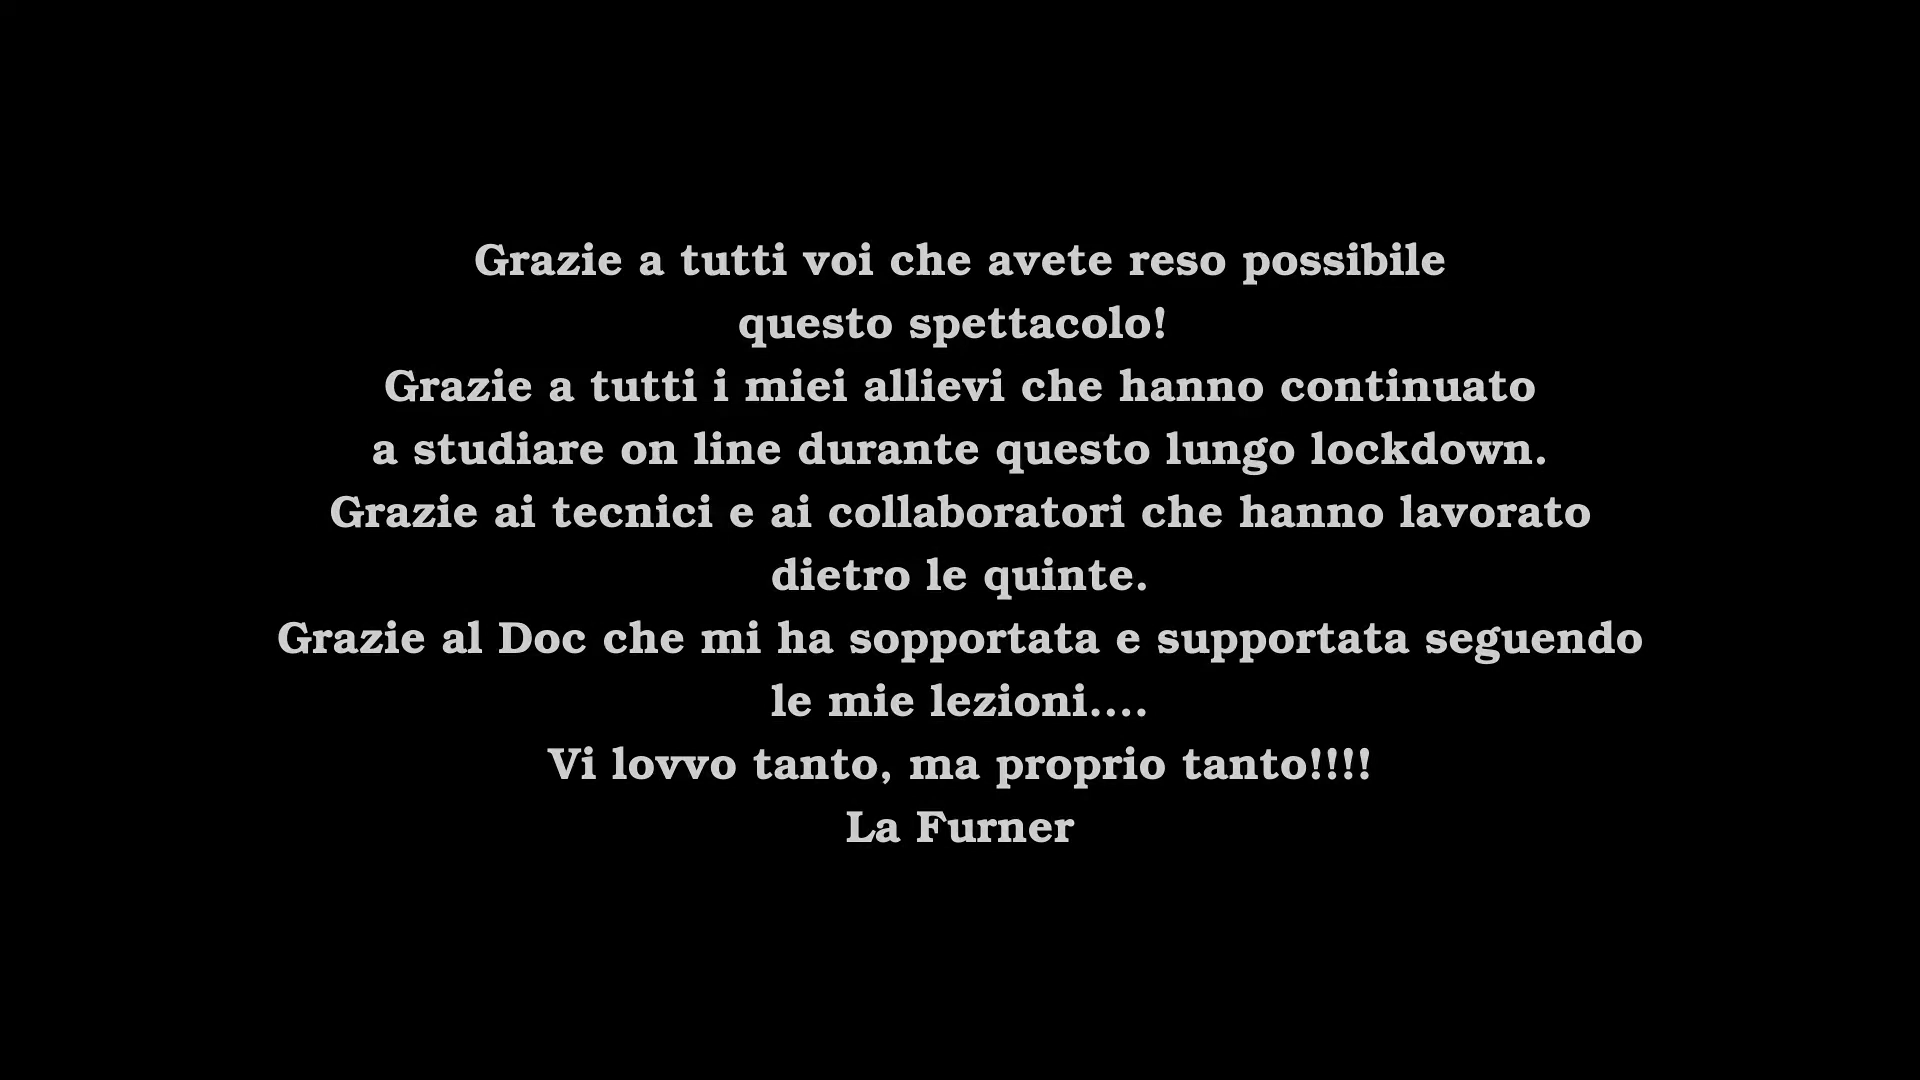 Grazie a tutti voi che avete reso possibile
questo spettacolo!
Grazie a tutti i miei allievi che hanno continuato
a studiare on line durante questo lungo lockdown.
Grazie ai tecnici e ai collaboratori che hanno lavorato
dietro le quinte.
Grazie al Doc che mi ha sopportata e supportata seguendo
le mie lezioni....
Vi lovvo tanto, ma proprio tanto!!!!
La Furner